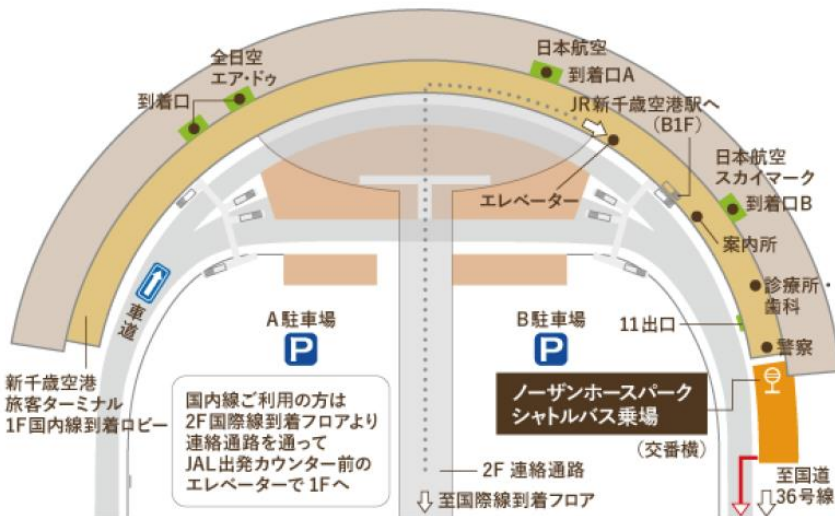 全日空
エア・ドゥ
到着口
日本航空
到着口A
JR新千歳空港駅へ
（B1F）
日本航空
スカイマーク
到着口B
エレベーター
案内所
診療所・
歯科
11出口
警察
車道
A駐車場
P
B駐車場
P
新千歳空港
旅客ターミナル
1F国内線到着ロビー
国内線ご利用の方は
2F国際線到着フロアより
連絡通路を通って
JAL出発カウンター前の
エレベーターで1Fへ
ノーザンホースパーク
シャトルバス乗場
（交番横）
2F 連絡通路
至国際線到着フロア
至国道
36号線